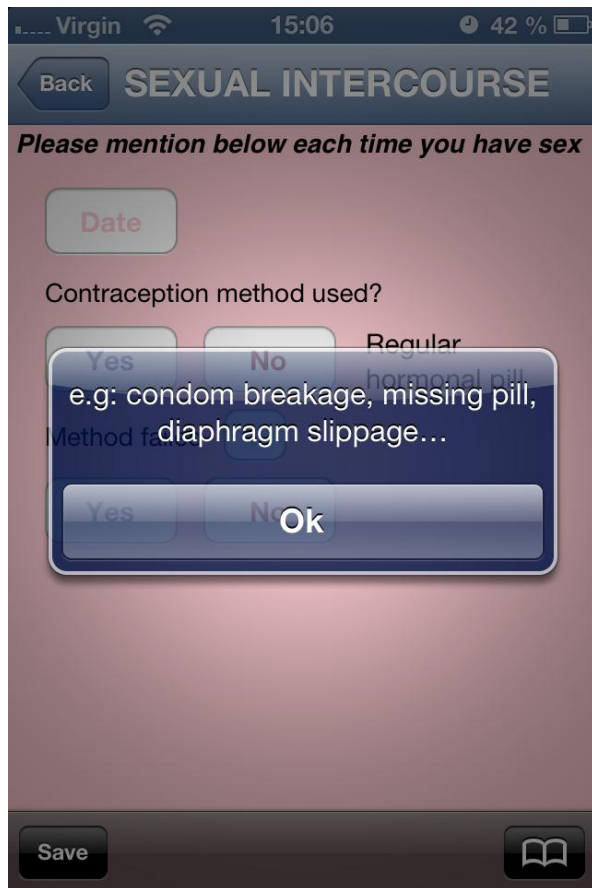 Virgin 15:06 42 %
Back SEXUAL INTERCOURSE
Please mention below each time you have sex
Date
Contraception method used?
Yes No Regular
hormonal pill
e.g: condom breakage, missing pill,
diaphragm slippage…
Method
Yes No
Ok
Save